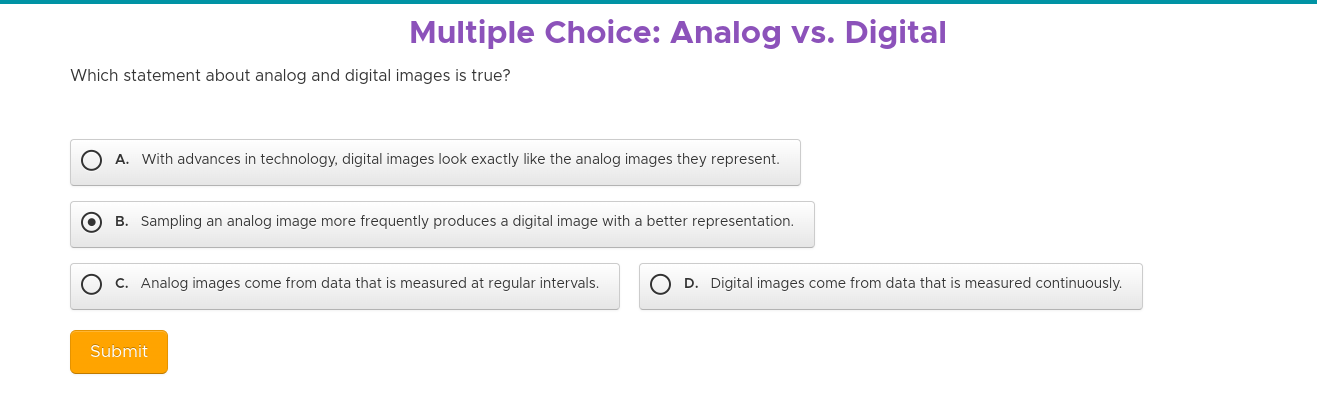 Multiple Choice: Analog vs. Digital
Which statement about analog and digital images is true?
A. With advances in technology, digital images look exactly like the analog images they represent.
B. Sampling an analog image more frequently produces a digital image with a better representation.
C. Analog images come from data that is measured at regular intervals.
D. Digital images come from data that is measured continuously.
Submit